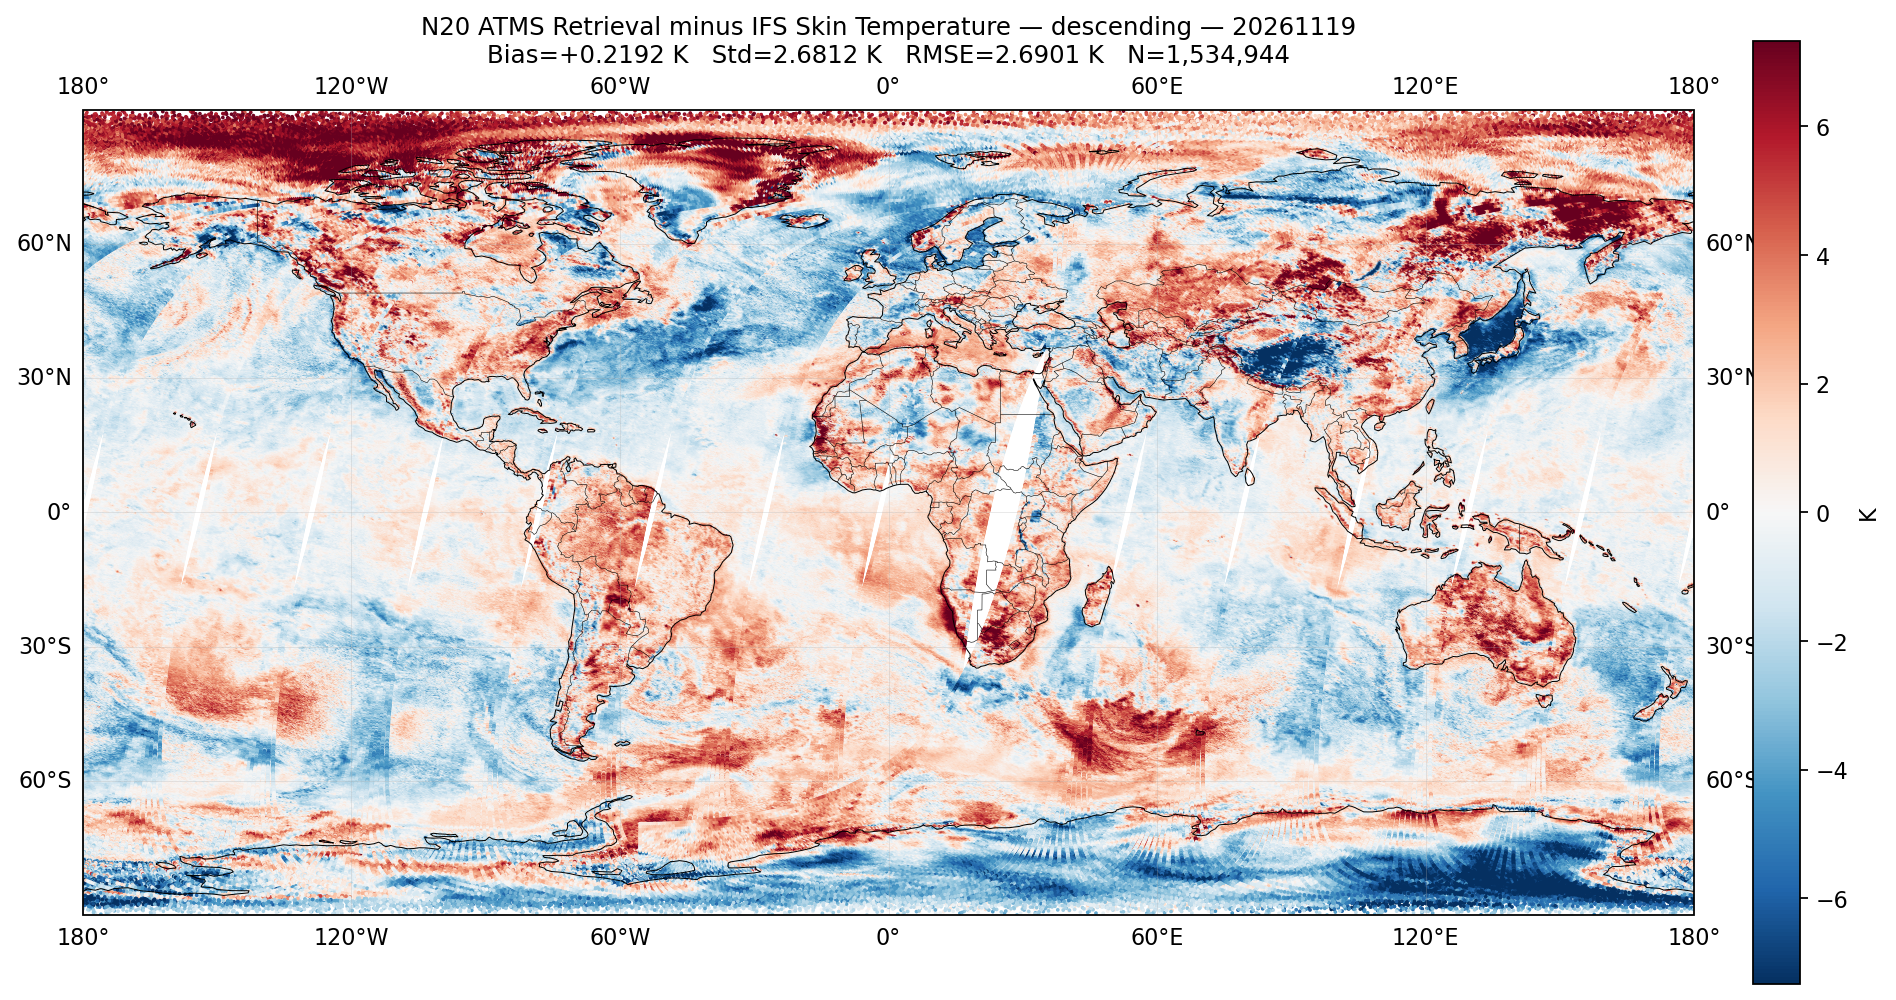 N20 ATMS Retrieval minus IFS Skin Temperature — descending — 20261119
Bias=+0.2192 K   Std=2.6812 K   RMSE=2.6901 K   N=1,534,944
180° 120°W 60°W 0° 60°E 120°E 180°
60°N 60°N
30°N 30°N
0° 0°
30°S 30°S
60°S 60°S
180° 120°W 60°W 0° 60°E 120°E 180°
6
4
2
0
−2
−4
−6
K